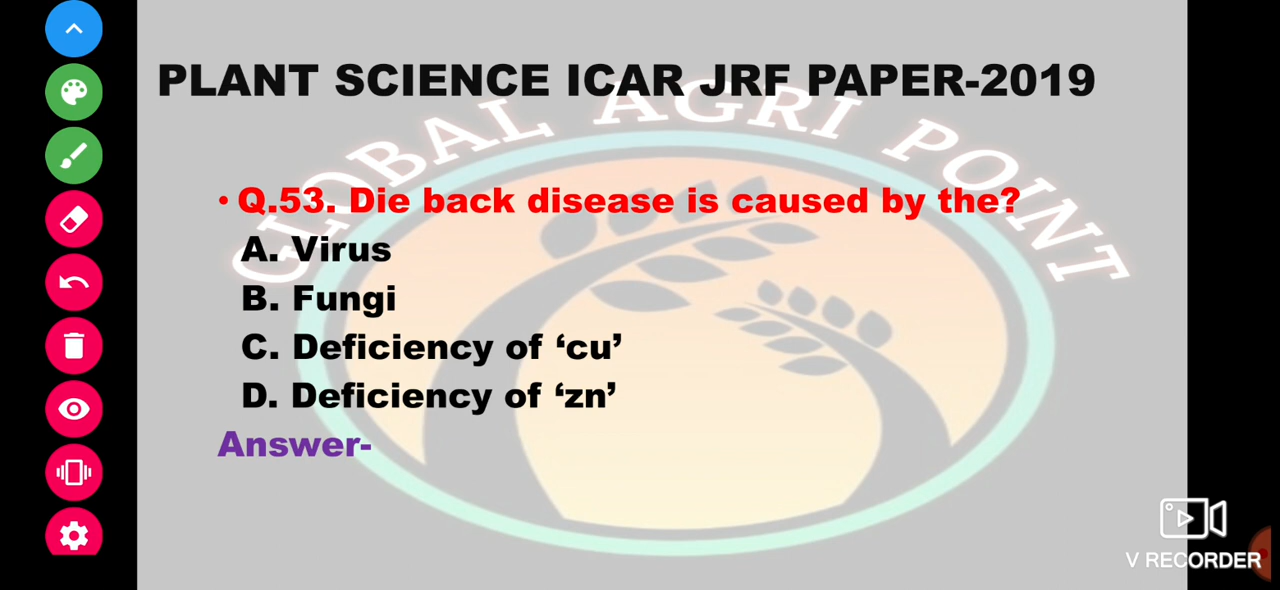 PLANT SCIENCE ICAR JRF PAPER-2019
GLOBAL AGRI POINT
• Q.53. Die back disease is caused by the?
A. Virus
B. Fungi
C. Deficiency of ‘cu’
D. Deficiency of ‘zn’
Answer-
V RECORDER